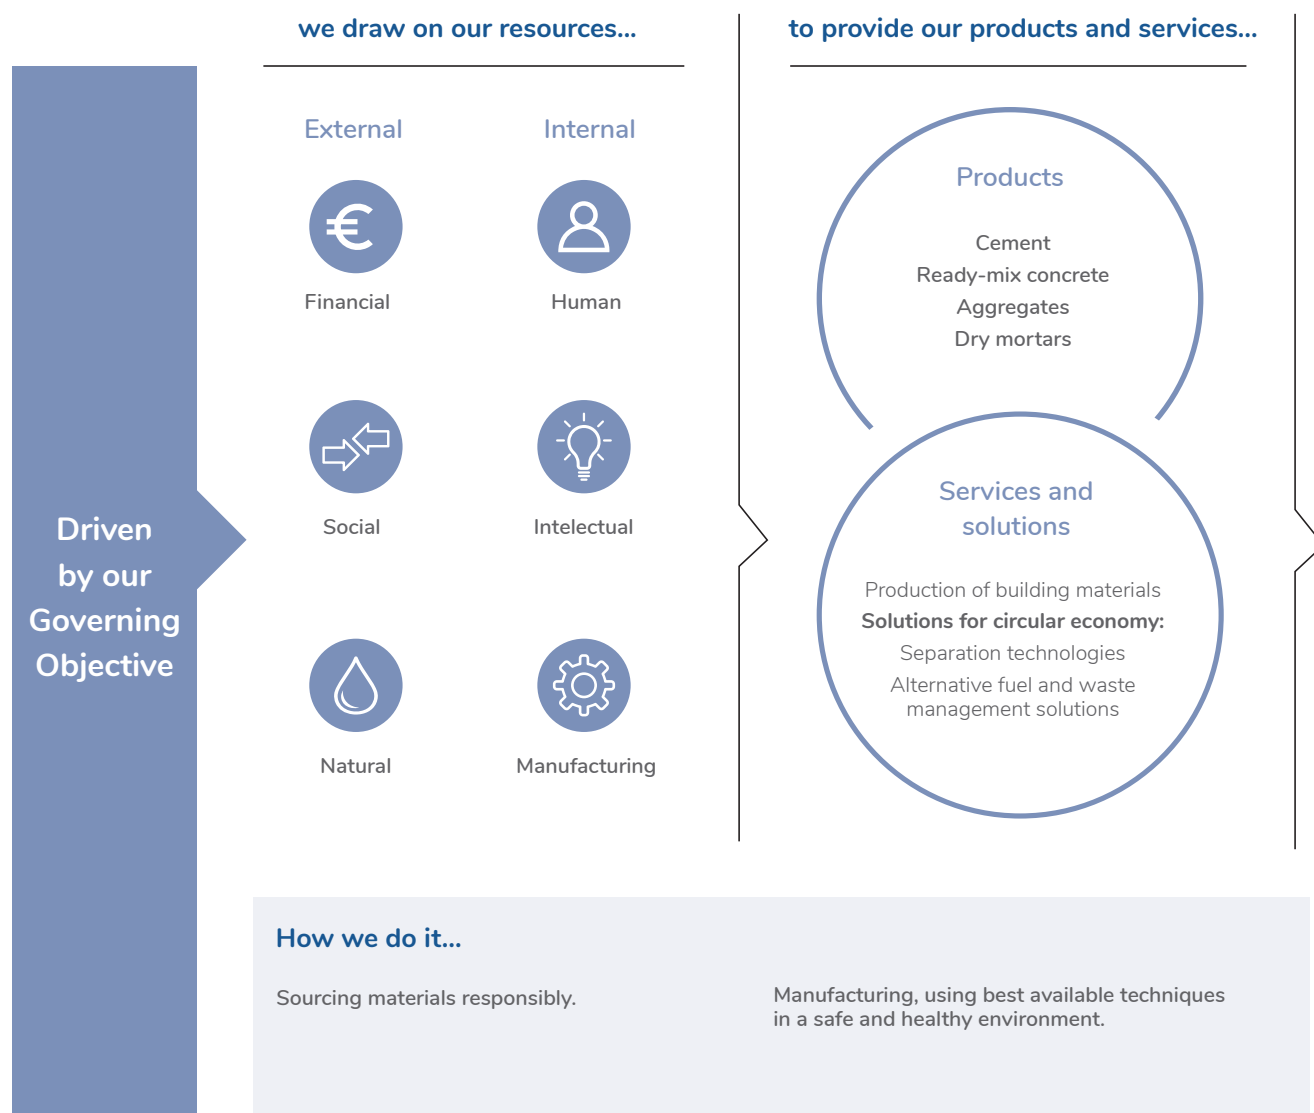 we draw on our resources...
to provide our products and services...
Driven
by our
Governing
Objective
External
Internal
Financial
Human
Social
Intelectual
Natural
Manufacturing
Products
Cement
Ready-mix concrete
Aggregates
Dry mortars
Services and
solutions
Production of building materials
Solutions for circular economy:
Separation technologies
Alternative fuel and waste
management solutions
How we do it...
Sourcing materials responsibly.
Manufacturing, using best available techniques
in a safe and healthy environment.